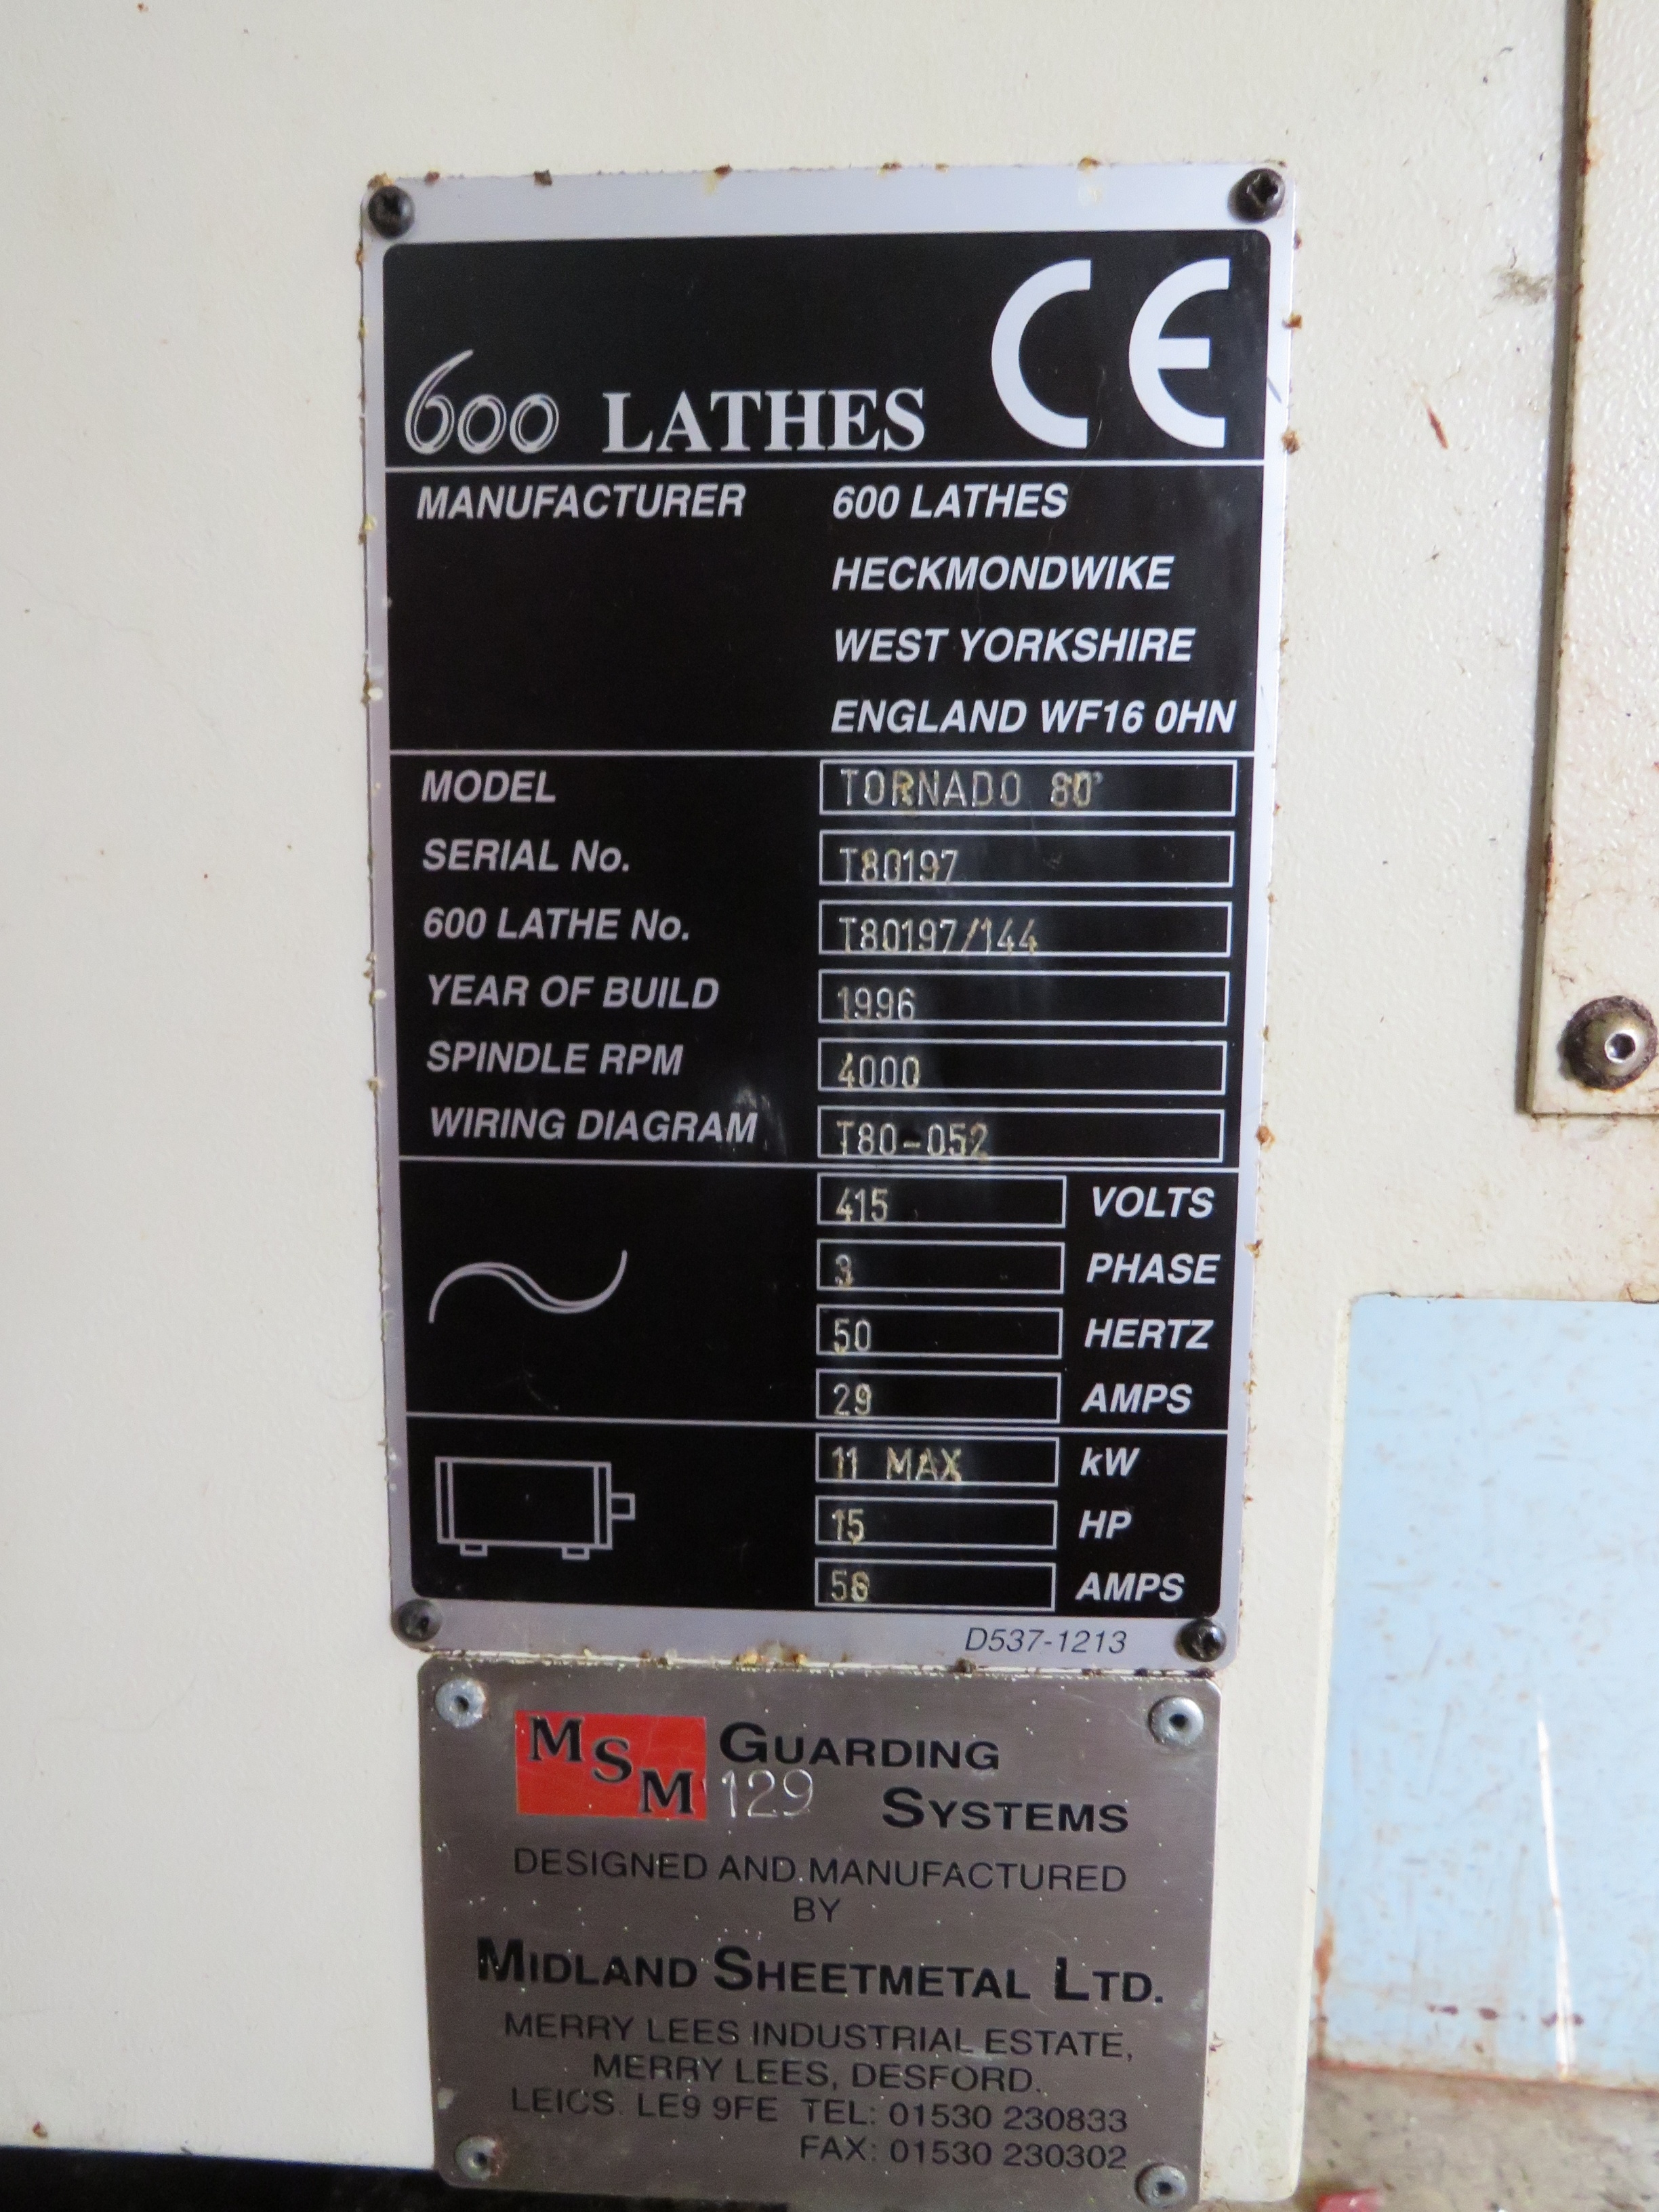 CE
600 LATHES
MANUFACTURER 600 LATHES
HECKMONDWIKE
WEST YORKSHIRE
ENGLAND WF16 0HN
MODEL TORNADO 80
SERIAL No. T80197
600 LATHE No. T80197/144
YEAR OF BUILD 1996
SPINDLE RPM 4000
WIRING DIAGRAM T80-052
415 VOLTS
3 PHASE
50 HERTZ
29 AMPS
11 MAX kW
15 HP
AMPS
D537-1213
MSM GUARDING
129 SYSTEMS
DESIGNED AND MANUFACTURED
BY
MIDLAND SHEETMETAL LTD.
MERRY LEES INDUSTRIAL ESTATE,
MERRY LEES, DESFORD.
LEICS. LE9 9FE TEL: 01530 230833
FAX: 01530 230302